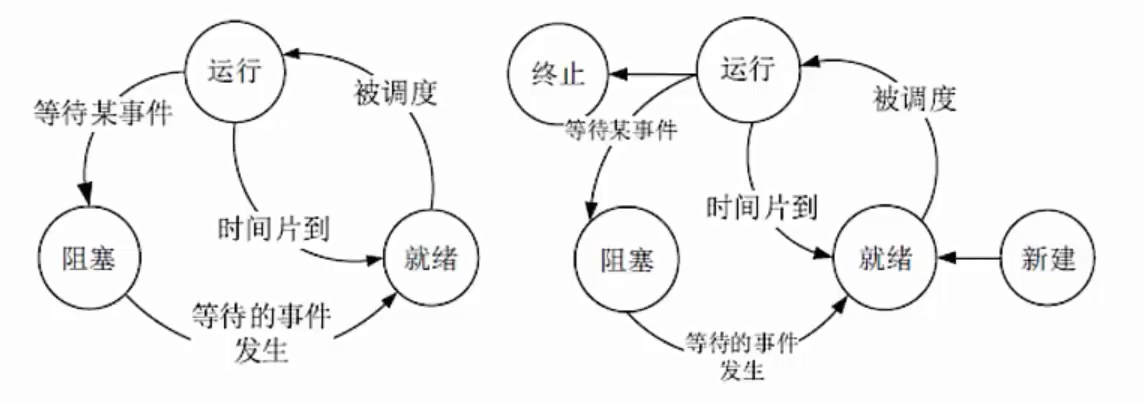 运行
等待某事件
被调度
时间片到
阻塞
就绪
等待的事件
发生
终止
运行
等待某事件
被调度
时间片到
阻塞
就绪
新建
等待的事件
发生